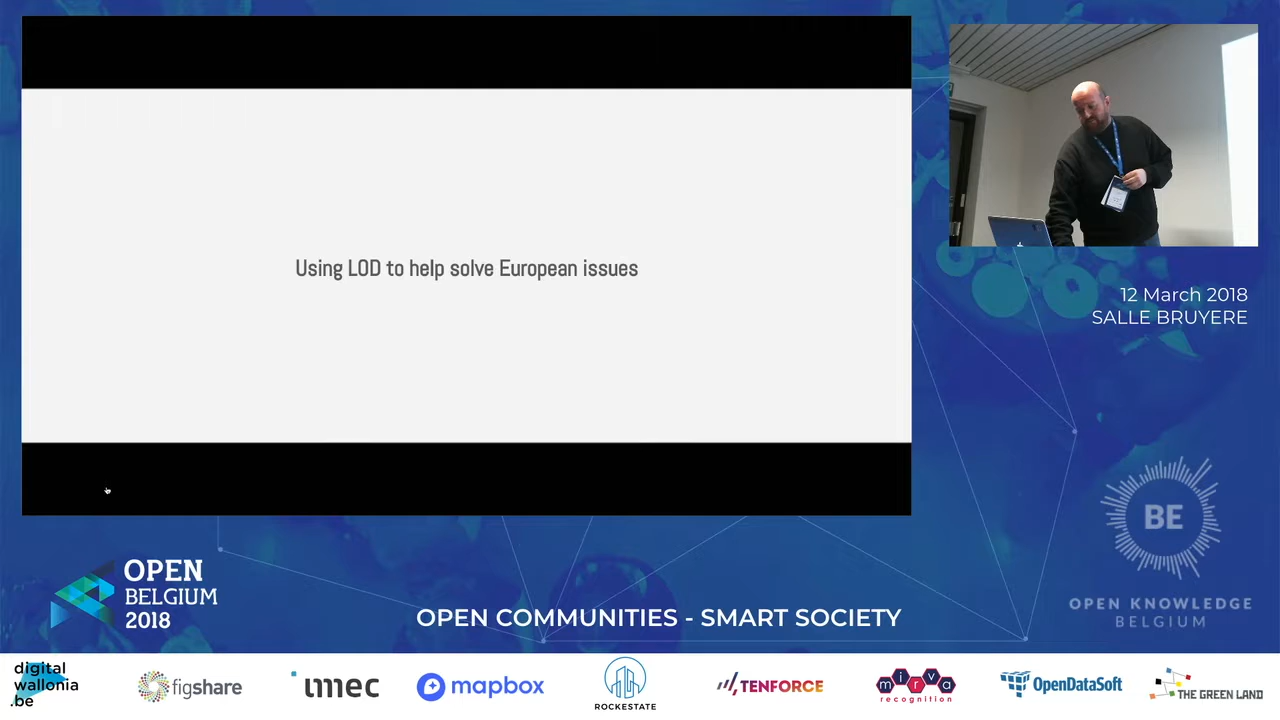 Using LOD to help solve European issues
12 March 2018
SALLE BRUYERE
OPEN
BELGIUM
2018
OPEN COMMUNITIES - SMART SOCIETY
BE
OPEN KNOWLEDGE
BELGIUM
digital
wallonia
.be
figshare
imec
mapbox
ROCKESTATE
TENFORCE
mirva
recognition
OpenDataSoft
THE GREEN LAND